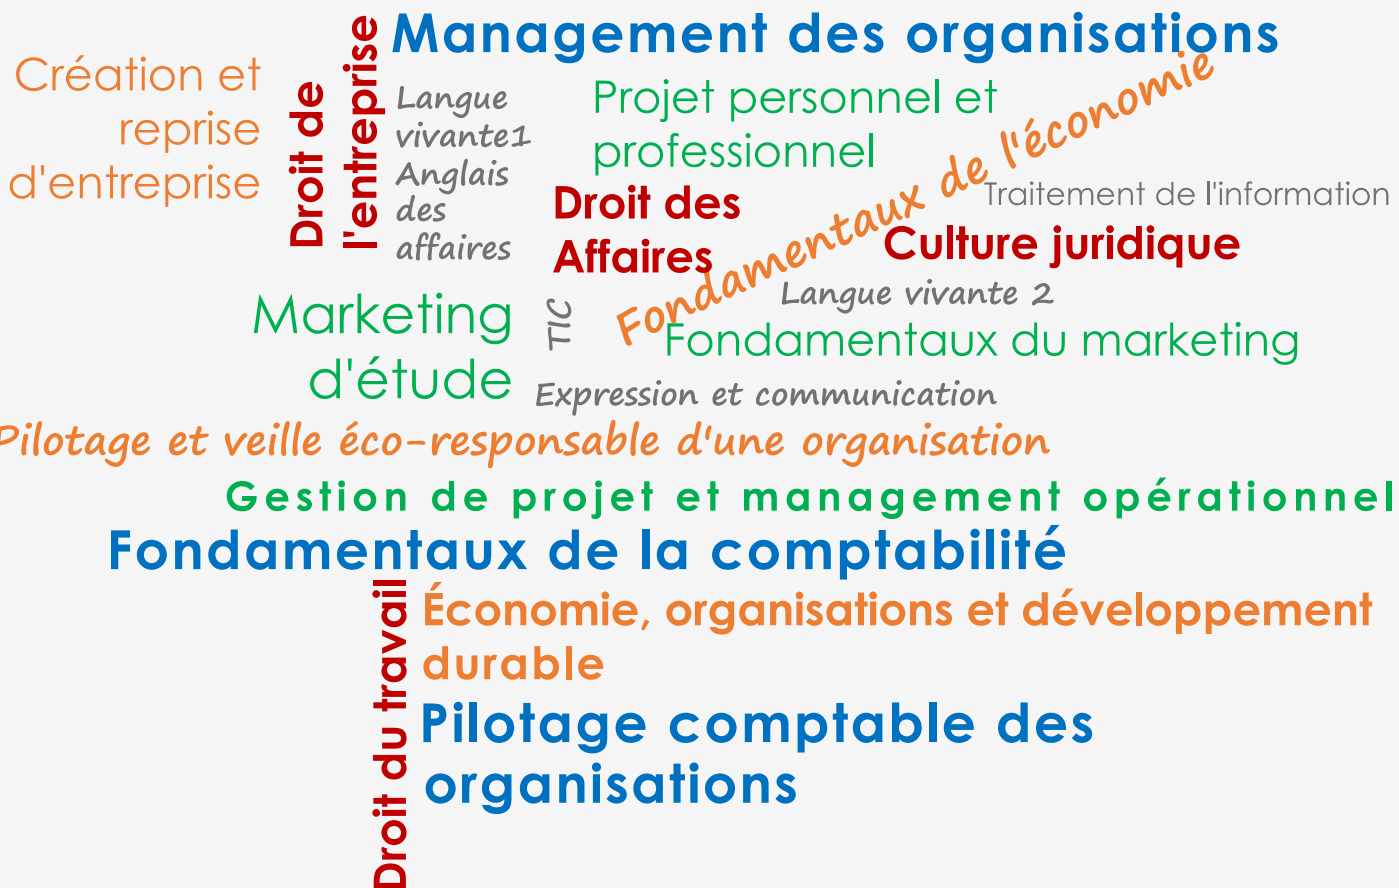 Management des organisations
Création et
reprise
d'entreprise
Droit de
l'entreprise
Langue
vivante1
Anglais
des
affaires
Projet personnel et
professionnel
Fondamentaux de l'économie
Traitement de l'information
Droit des
Affaires
Culture juridique
Langue vivante 2
Marketing
d'étude
TIC
Fondamentaux du marketing
Expression et communication
Pilotage et veille éco-responsable d'une organisation
Gestion de projet et management opérationnel
Fondamentaux de la comptabilité
Droit du travail
Économie, organisations et développement
durable
Pilotage comptable des
organisations